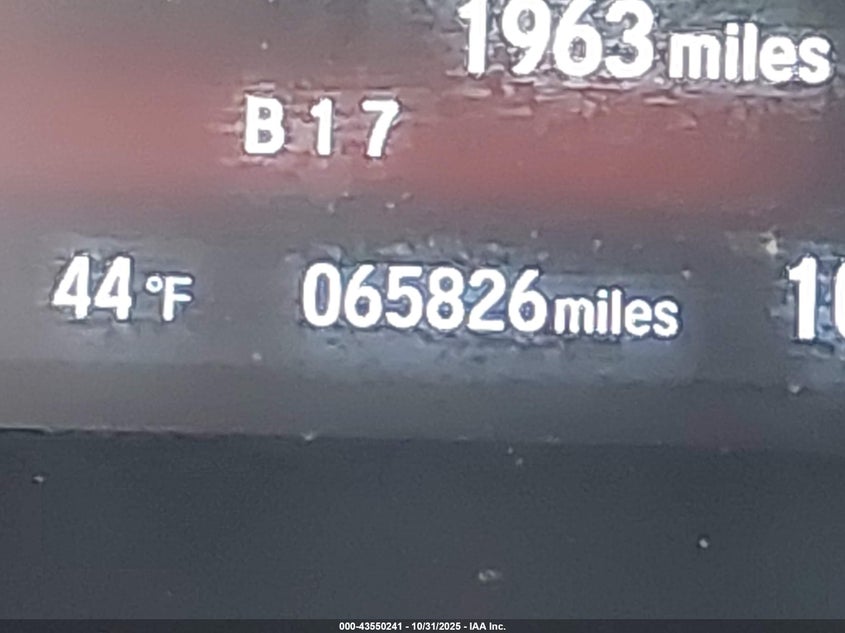 1963 miles
B 1 7
44 °F 065826 miles
000-43550241 - 10/31/2025 - IAA Inc.